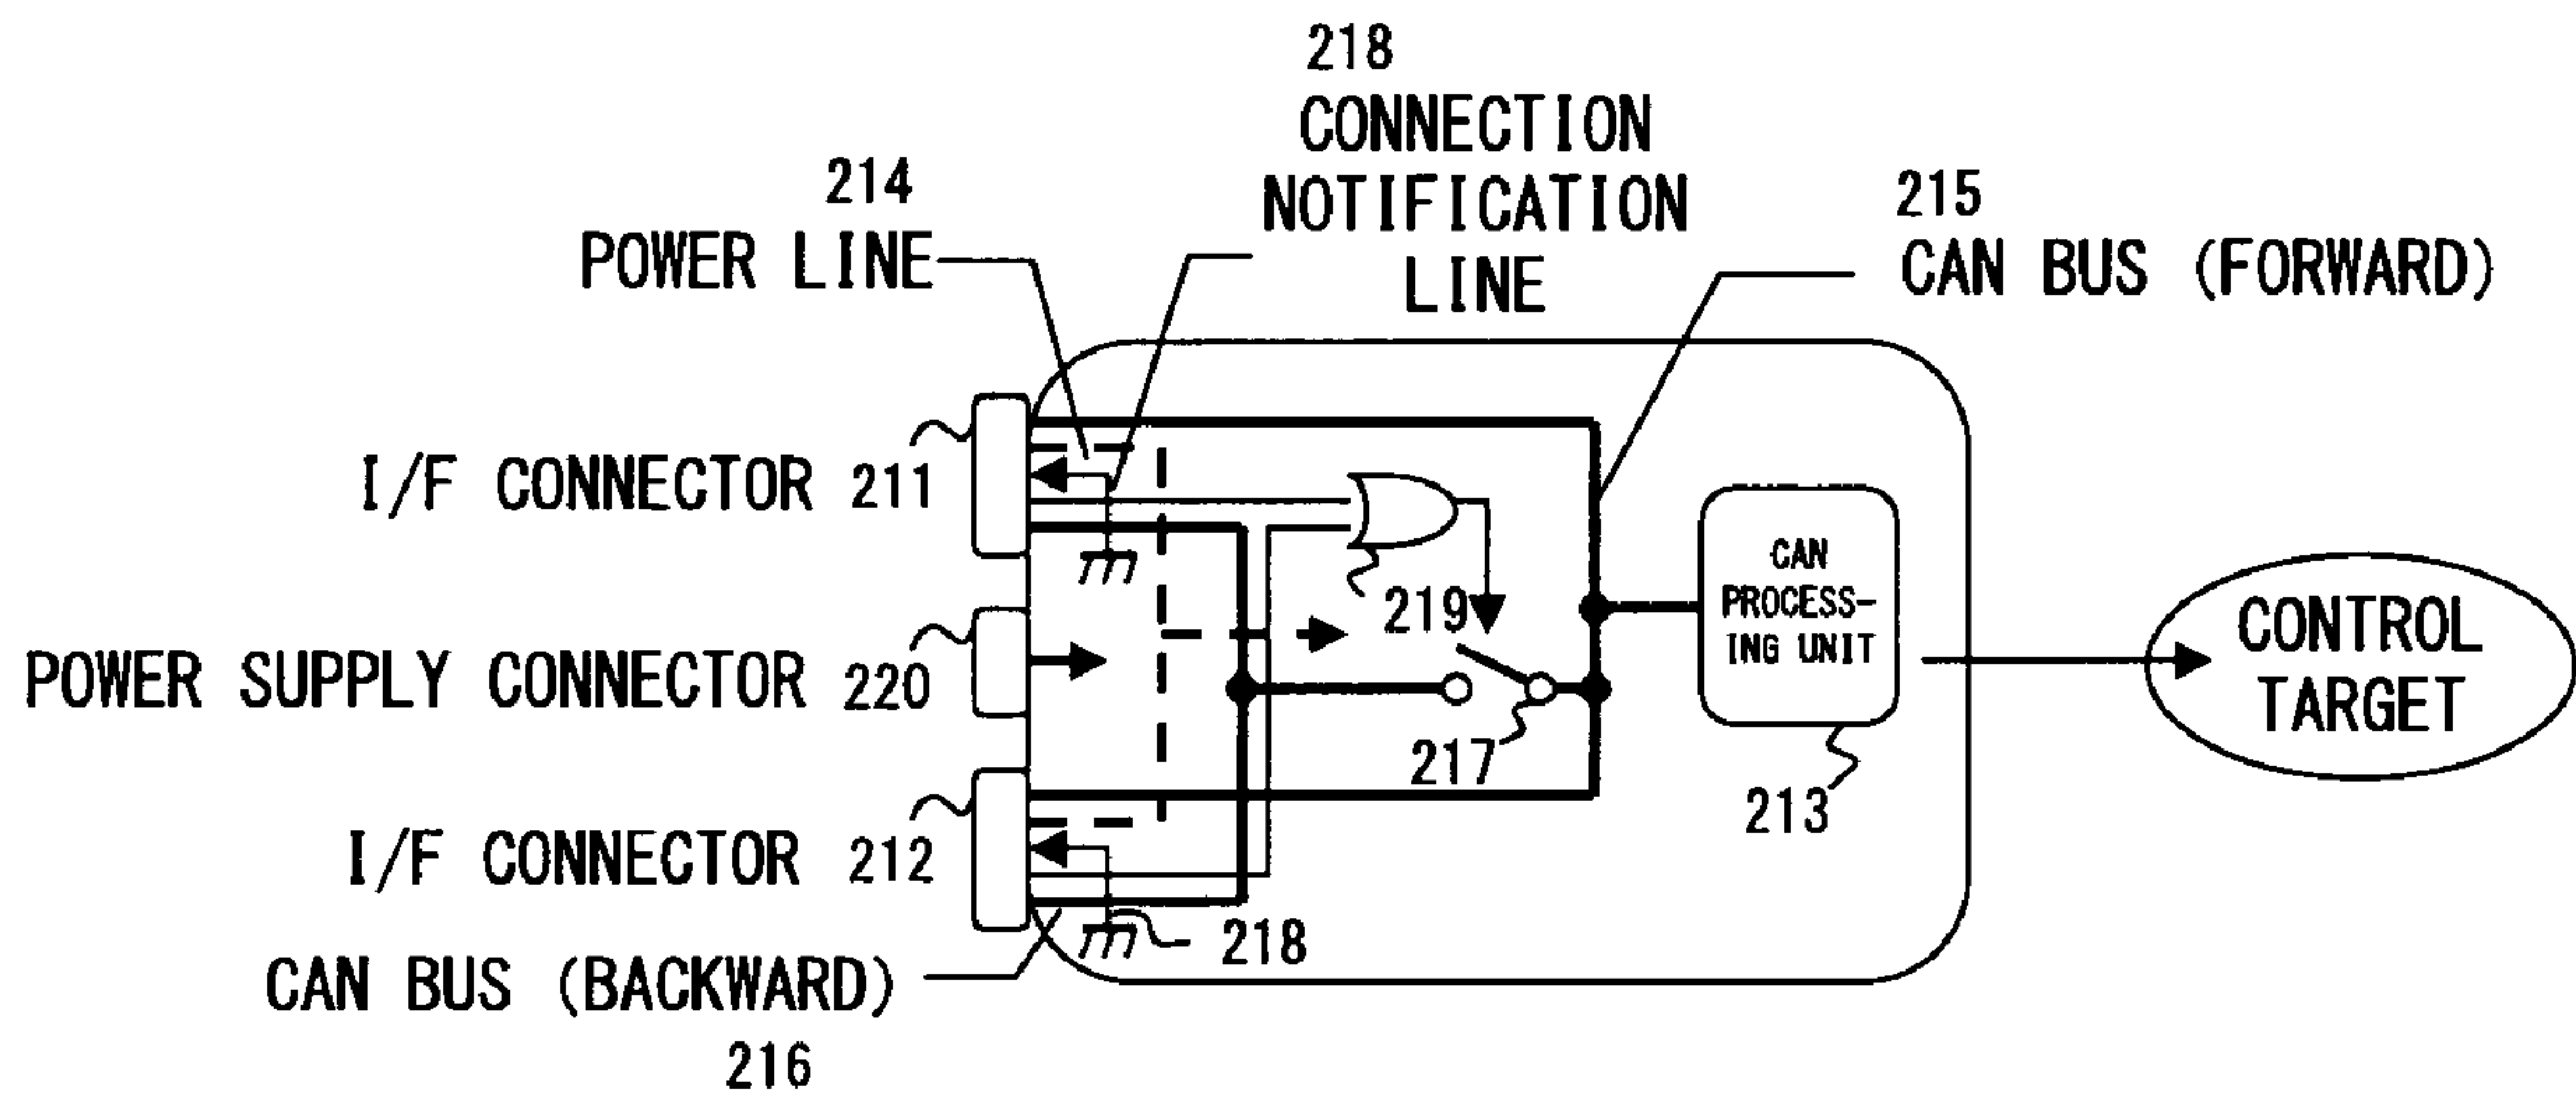 218
CONNECTION
NOTIFICATION
LINE
214
POWER LINE
215
CAN BUS (FORWARD)
I/F CONNECTOR 211
CAN
PROCESS-
ING UNIT
219
CONTROL
TARGET
POWER SUPPLY CONNECTOR 220
217
213
I/F CONNECTOR 212
218
CAN BUS (BACKWARD)
216